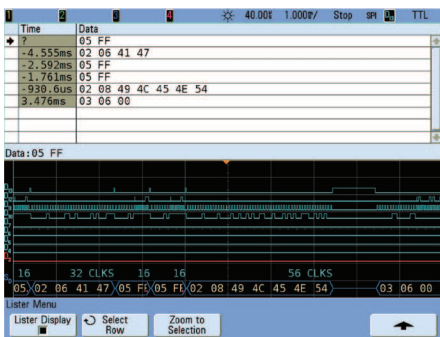 1 2 3 4 40.00% 1.000%/ Stop SPI TTL
Time Data
? 05 FF
-4.555ms 02 06 41 47
-2.592ms 05 FF
-1.761ms 05 FF
-930.6us 02 08 49 4C 45 4E 54
3.476ms 03 06 00
Data:05 FF
16 32 CLKS 16 16 56 CLKS
05 02 06 41 47 05 FF 05 FF 02 08 49 4C 45 4E 54 03 06 00
Lister Menu
Lister Display Select Zoom to
Row Selection